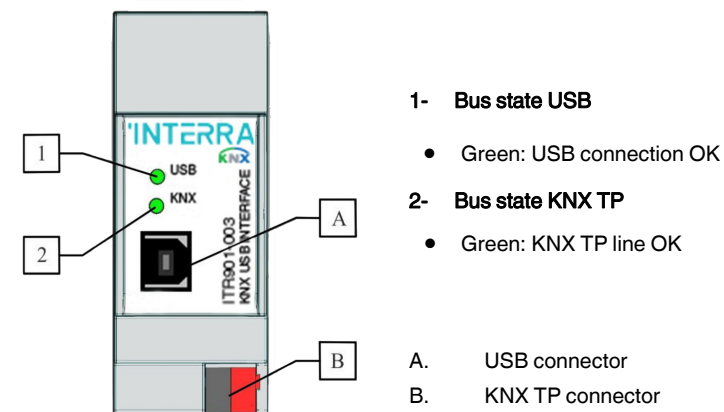 INTERRA
KNX
USB
KNX
ITR901-003
KNX USB INTERFACE
1
2
A
B
1- Bus state USB
• Green: USB connection OK
2- Bus state KNX TP
• Green: KNX TP line OK
A. USB connector
B. KNX TP connector